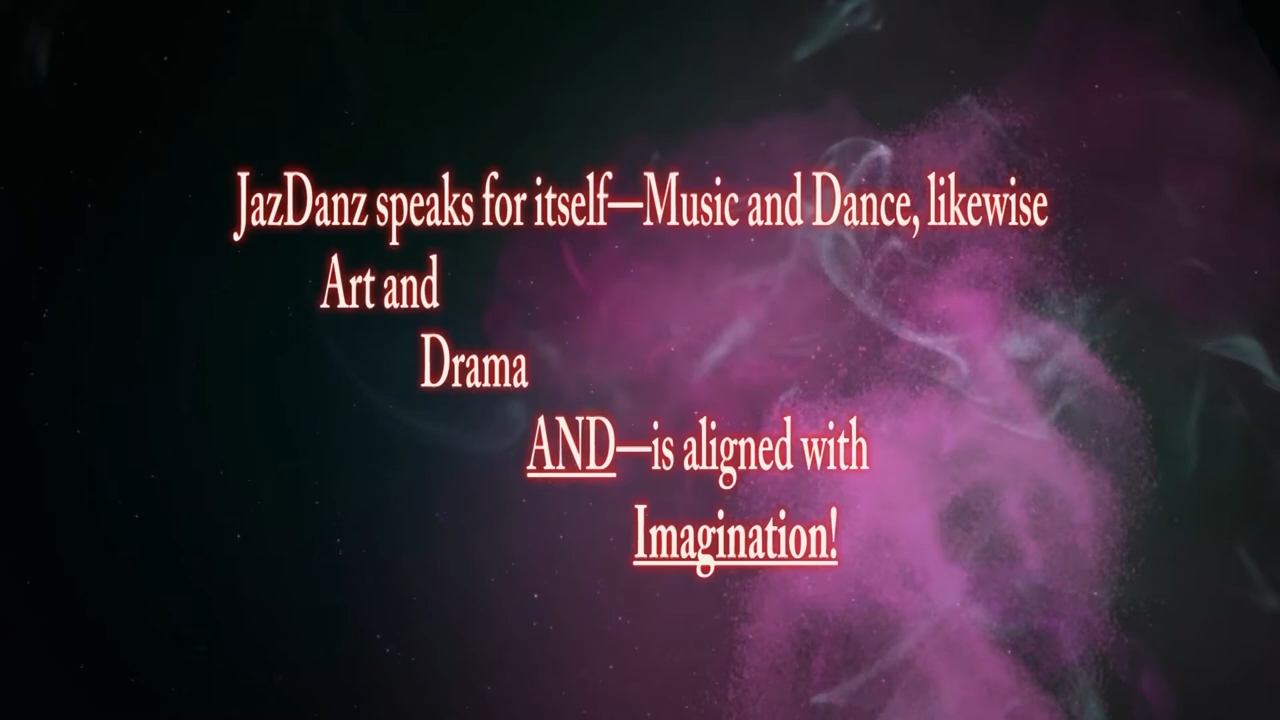 JazDanz speaks for itself—Music and Dance, likewise
Art and
Drama
AND—is aligned with
Imagination!